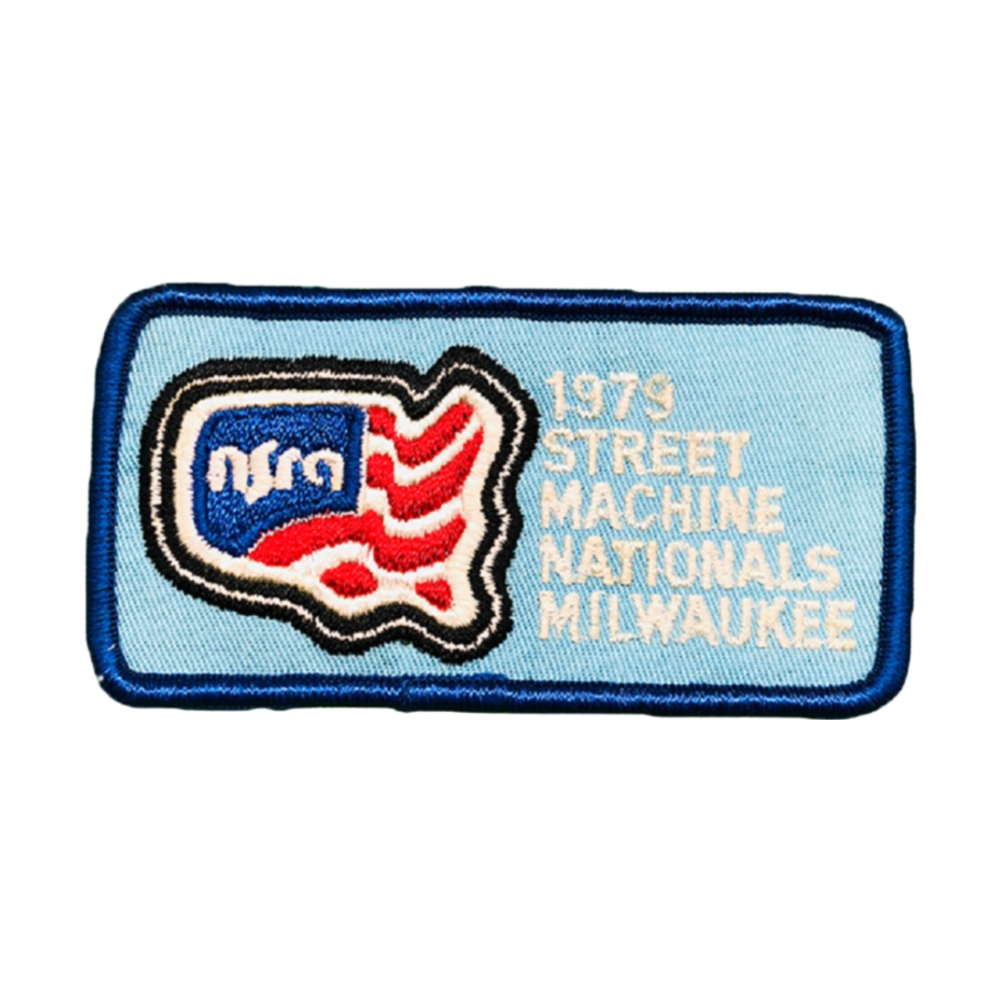 nsra
1979
STREET
MACHINE
NATIONALS
MILWAUKEE